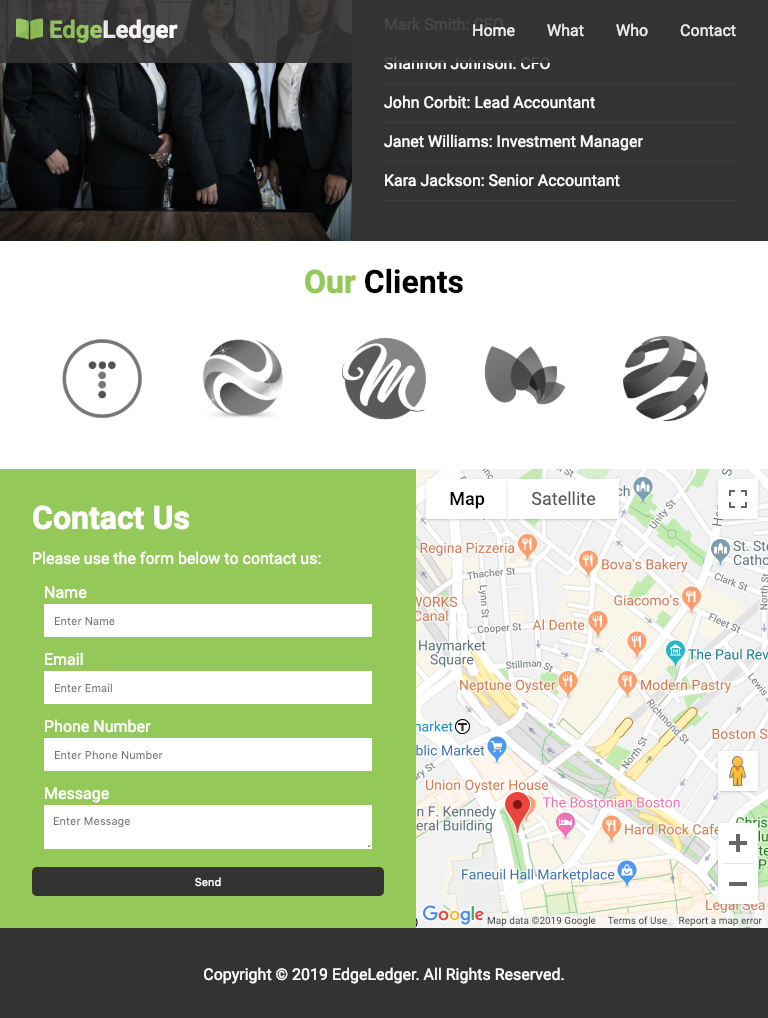 EdgeLedger
Home
What
Who
Contact
Mark Smith: CEO
Shannon Johnson: CFO
John Corbit: Lead Accountant
Janet Williams: Investment Manager
Kara Jackson: Senior Accountant
Our Clients
T
M
Contact Us
Please use the form below to contact us:
Name
Enter Name
Email
Enter Email
Phone Number
Enter Phone Number
Message
Enter Message
Send
Map
Satellite
Regina Pizzeria
Bova's Bakery
St. Ste
Catho
Thacher St
Lynn St
Giacomo's
North St
WORKS
Canal
Cooper St
Al Dente
Fleet St
Haymarket
Square
Stillman St
The Paul Rev
Lewis
Neptune Oyster
Modern Pastry
Richmond St
arket
T
Boston S
blic Market
North St
Union Oyster House
n F. Kennedy
eral Building
The Bostonian Boston
Hard Rock Cafe
Chris
Faneuil Hall Marketplace
Legal Sea
Google
Map data ©2019 Google
Terms of Use
Report a map error
Copyright © 2019 EdgeLedger. All Rights Reserved.